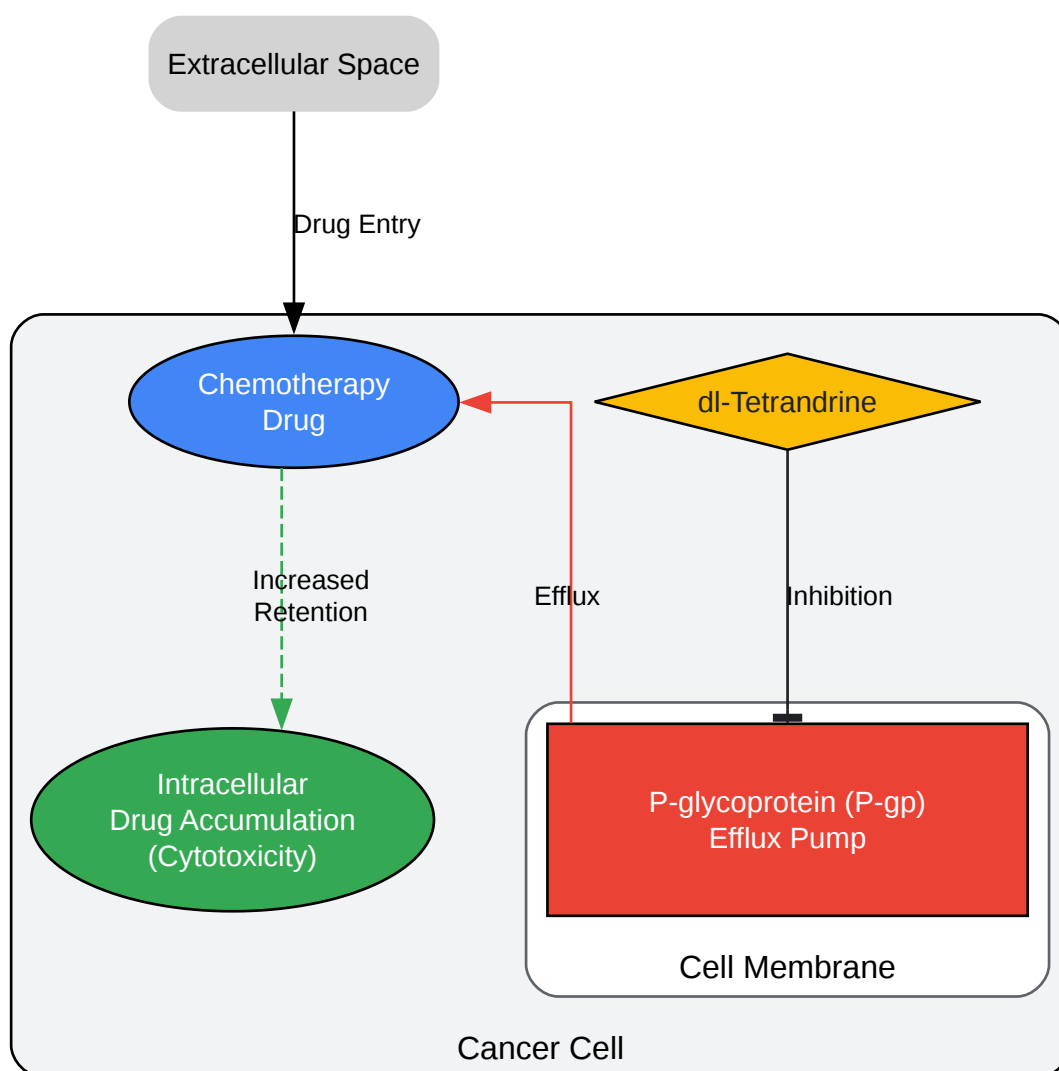 Extracellular Space
Drug Entry
Chemotherapy
Drug
dl-Tetrandrine
Increased
Retention
Efflux
Inhibition
Intracellular
Drug Accumulation
(Cytotoxicity)
P-glycoprotein (P-gp)
Efflux Pump
Cell Membrane
Cancer Cell